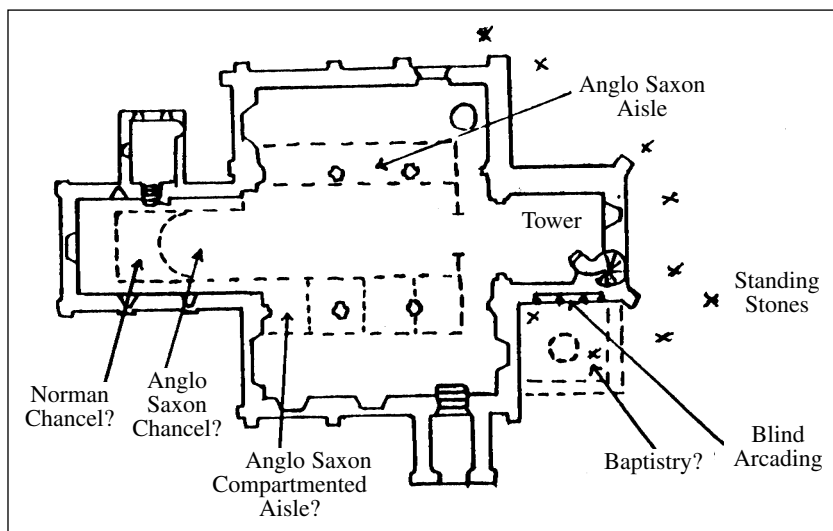 Anglo Saxon
Aisle
Tower
Standing
Stones
Norman
Chancel?
Anglo
Saxon
Chancel?
Anglo Saxon
Compartmented
Aisle?
Baptistry?
Blind
Arcading